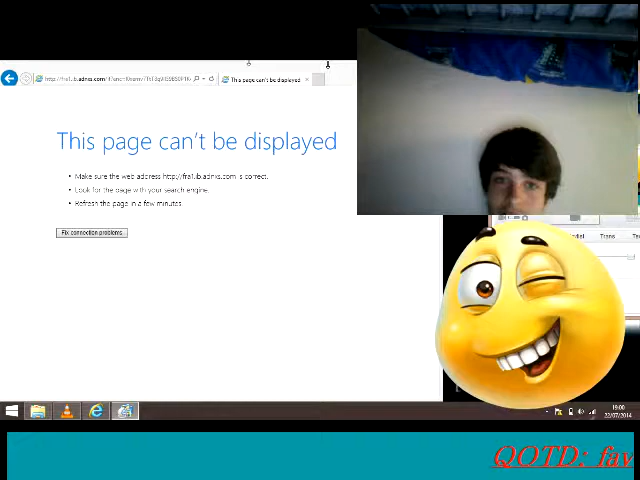 This page can't be displayed
This page can't be displayed
• Make sure the web address http://fra1.ib.adnxs.com is correct.
• Look for the page with your search engine.
• Refresh the page in a few minutes.
Fix connection problems
Trans
19:00
22/07/2014
QOTD: fav